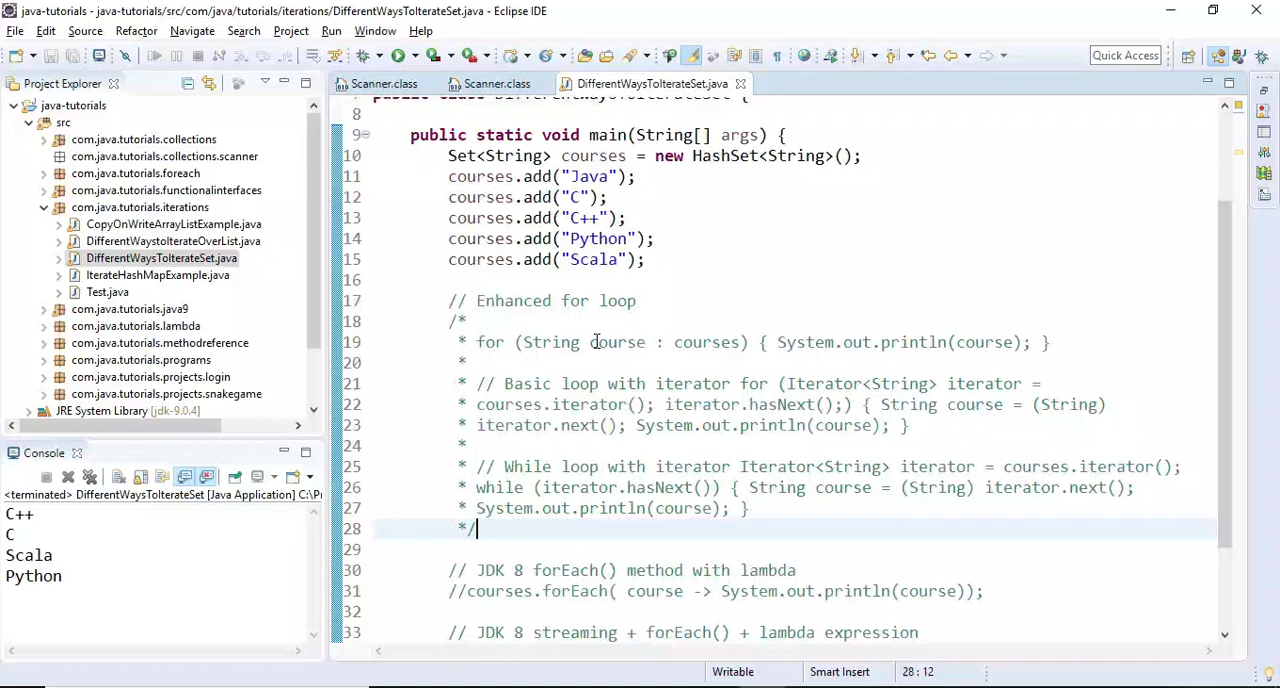 java-tutorials - java-tutorials/src/com/java/tutorials/iterations/DifferentWaysToIterateSet.java - Eclipse IDE
File Edit Source Refactor Navigate Search Project Run Window Help
Quick Access
Project Explorer
java-tutorials
src
com.java.tutorials.collections
com.java.tutorials.collections.scanner
com.java.tutorials.foreach
com.java.tutorials.functionalinterfaces
com.java.tutorials.iterations
CopyOnWriteArrayListExample.java
DifferentWaystoIterateOverList.java
DifferentWaysToIterateSet.java
IterateHashMapExample.java
Test.java
com.java.tutorials.java9
com.java.tutorials.lambda
com.java.tutorials.methodreference
com.java.tutorials.programs
com.java.tutorials.projects.login
com.java.tutorials.projects.snakegame
JRE System Library [jdk-9.0.4]
Console
<terminated> DifferentWaysToIterateSet [Java Application] C:\P
C++
C
Scala
Python
Scanner.class Scanner.class DifferentWaysToIterateSet.java
public class DifferentWaysToIterateSet {
8
9 public static void main(String[] args) {
10 Set<String> courses = new HashSet<String>();
11 courses.add("Java");
12 courses.add("C");
13 courses.add("C++");
14 courses.add("Python");
15 courses.add("Scala");
16
17 // Enhanced for loop
18 /*
19 * for (String course : courses) { System.out.println(course); }
20 *
21 * // Basic loop with iterator for (Iterator<String> iterator =
22 * courses.iterator(); iterator.hasNext();) { String course = (String)
23 * iterator.next(); System.out.println(course); }
24 *
25 * // While loop with iterator Iterator<String> iterator = courses.iterator();
26 * while (iterator.hasNext()) { String course = (String) iterator.next();
27 * System.out.println(course); }
28 */
29
30 // JDK 8 forEach() method with lambda
31 //courses.forEach( course -> System.out.println(course));
32
33 // JDK 8 streaming + forEach() + lambda expression
Writable Smart Insert 28 : 12